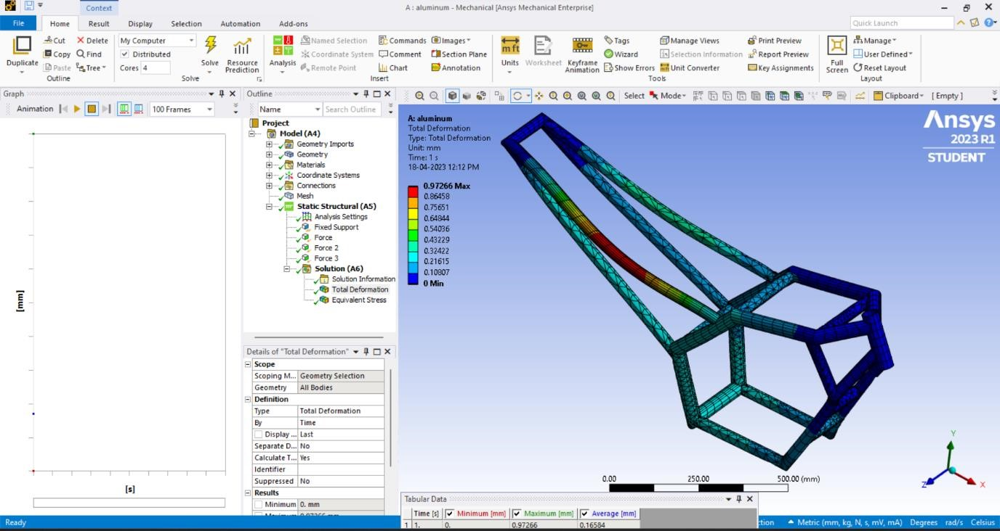 Context
A : aluminum - Mechanical [Ansys Mechanical Enterprise]
File Home Result Display Selection Automation Add-ons
Quick Launch
Duplicate
Cut
Copy
Paste
Delete
Find
Tree
Outline
My Computer
Distributed
Cores 4
Solve
Resource Prediction
Solve
Analysis
Named Selection
Coordinate System
Remote Point
Commands
Comment
Chart
Images
Section Plane
Annotation
Insert
Units
Worksheet
Keyframe Animation
Tags
Wizard
Show Errors
Manage Views
Selection Information
Unit Converter
Print Preview
Report Preview
Key Assignments
Tools
Full Screen
Manage
User Defined
Reset Layout
Layout
Graph
Animation
100 Frames
[mm]
[s]
Outline
Name
Search Outline
Project
Model (A4)
Geometry Imports
Geometry
Materials
Coordinate Systems
Connections
Mesh
Static Structural (A5)
Analysis Settings
Fixed Support
Force
Force 2
Force 3
Solution (A6)
Solution Information
Total Deformation
Equivalent Stress
Details of "Total Deformation"
Scope
Scoping M... Geometry Selection
Geometry All Bodies
Definition
Type Total Deformation
By Time
Display ... Last
Separate D... No
Calculate T... Yes
Identifier
Suppressed No
Results
Minimum 0. mm
Select Mode Clipboard [ Empty ]
A: aluminum
Total Deformation
Type: Total Deformation
Unit: mm
Time: 1 s
18-04-2023 12:12 PM
0.97266 Max
0.86458
0.75651
0.64844
0.54036
0.43229
0.32422
0.21615
0.10807
0 Min
Ansys
2023 R1
STUDENT
0.00 250.00 500.00 (mm)
Y
Z X
Tabular Data
Time [s] Minimum [mm] Maximum [mm] Average [mm]
1 1. 0. 0.97266 0.16584
Ready
Metric (mm, kg, N, s, mV, mA) Degrees rad/s Celsius